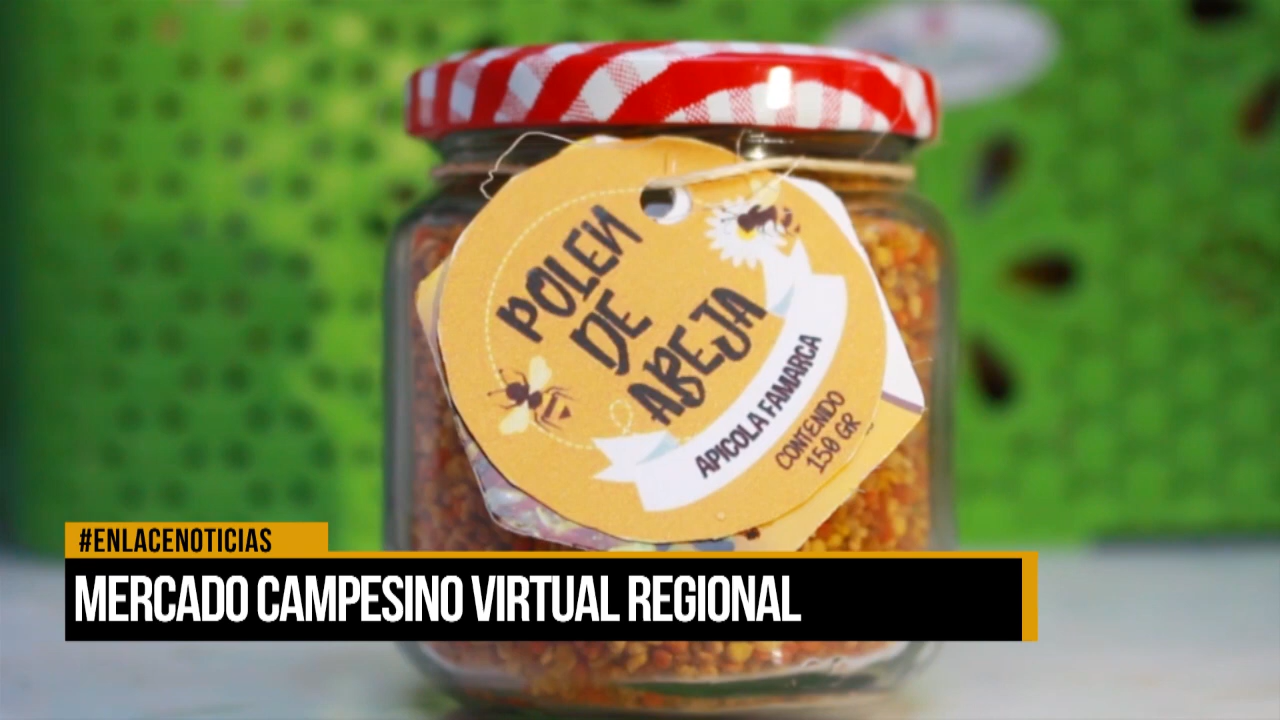 POLEN
DE
ABEJA
APICOLA FAMARCA
CONTENIDO
150 GR
#ENLACENOTICIAS
MERCADO CAMPESINO VIRTUAL REGIONAL